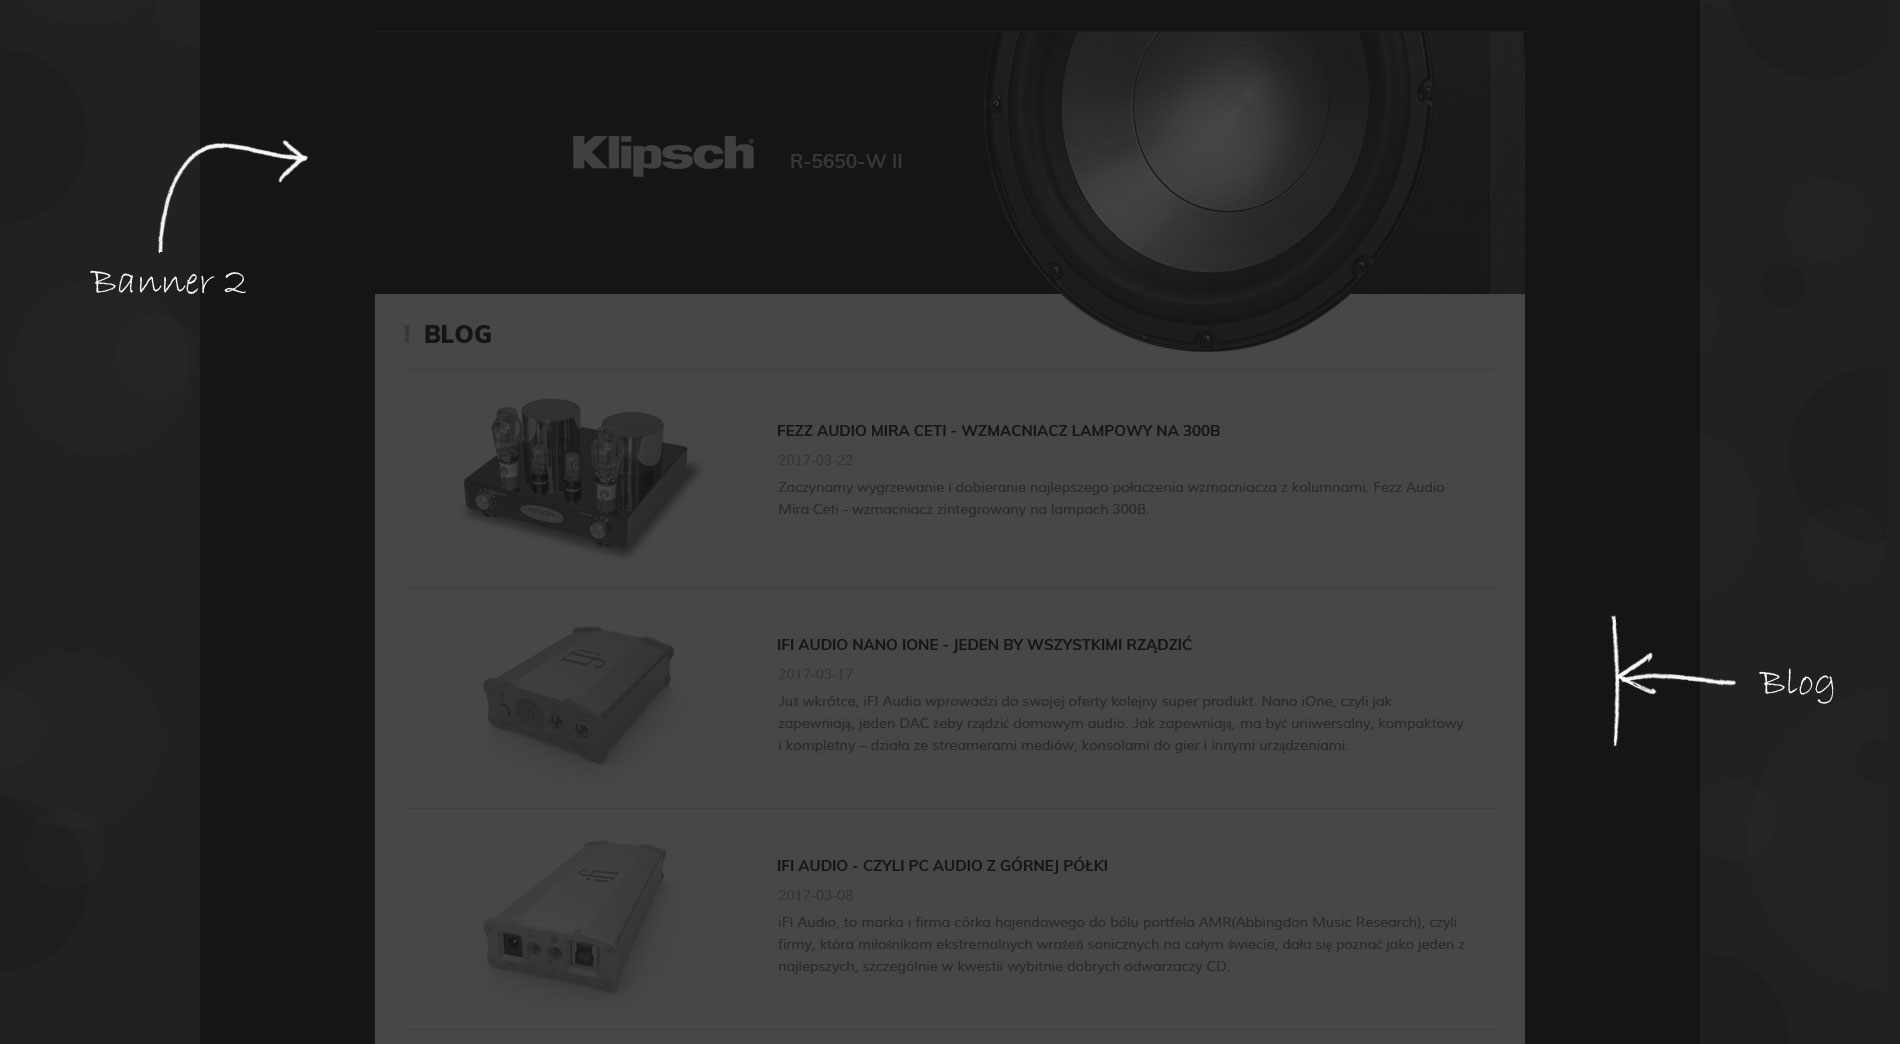 Klipsch R-5650-W II
Banner 2
BLOG
FEZZ AUDIO MIRA CETI - WZMACNIACZ LAMPOWY NA 300B
2017-03-22
Zaczynamy wygrzewanie i dobieranie najlepszego połaczenia wzmacniacza z kolumnami. Fezz Audio
Mira Ceti - wzmacniacz zintegrowany na lampach 300B.
ifi
IFI AUDIO NANO IONE - JEDEN BY WSZYSTKIMI RZĄDZIĆ
2017-03-17
Już wkrótce, iFI Audio wprowadzi do swojej oferty kolejny super produkt. Nano iOne, czyli jak
zapewniają, jeden DAC żeby rządzić domowym audio. Jak zapewniają, ma być uniwersalny, kompaktowy
i kompletny – działa ze streamerami mediów, konsolami do gier i innymi urządzeniami.
Blog
ifi
IFI AUDIO - CZYLI PC AUDIO Z GÓRNEJ PÓŁKI
2017-03-08
iFI Audio, to marka i firma córka hajendowego do bólu portfela AMR(Abbingdon Music Research), czyli
firmy, która miłośnikom ekstremalnych wrażeń sonicznych na całym świecie, dała się poznać jako jeden z
najlepszych, szczególnie w kwestii wybitnie dobrych odwarzaczy CD.